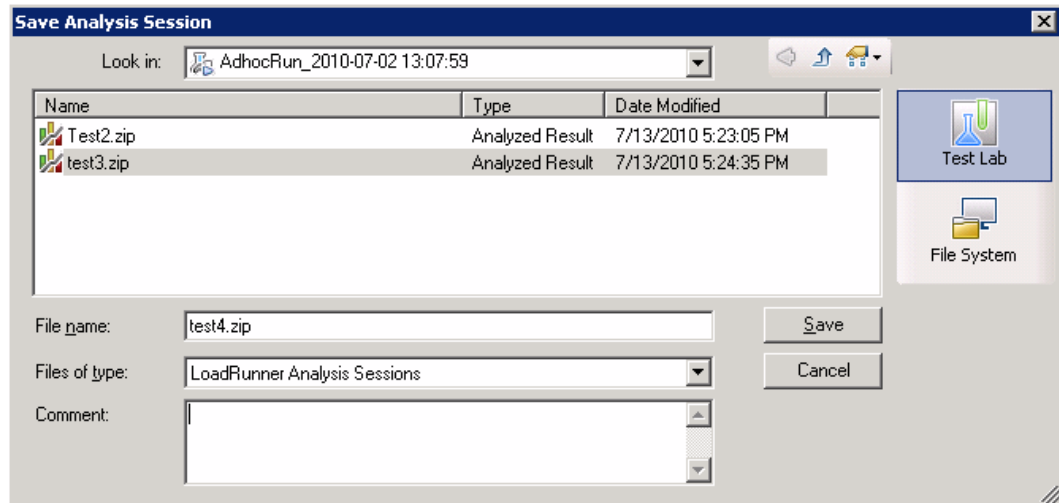 Save Analysis Session
Look in: AdhocRun_2010-07-02 13:07:59
Name Type Date Modified
Test2.zip Analyzed Result 7/13/2010 5:23:05 PM
test3.zip Analyzed Result 7/13/2010 5:24:35 PM
Test Lab
File System
File name: test4.zip Save
Files of type: LoadRunner Analysis Sessions Cancel
Comment: